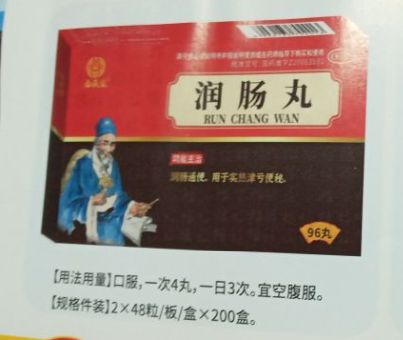 润肠丸
RUN CHANG WAN
功能主治
润肠通便。用于实热津亏便秘。
96丸
【用法用量】口服,一次4丸,一日3次。宜空腹服。
【规格件装】2×48粒/板/盒×200盒。